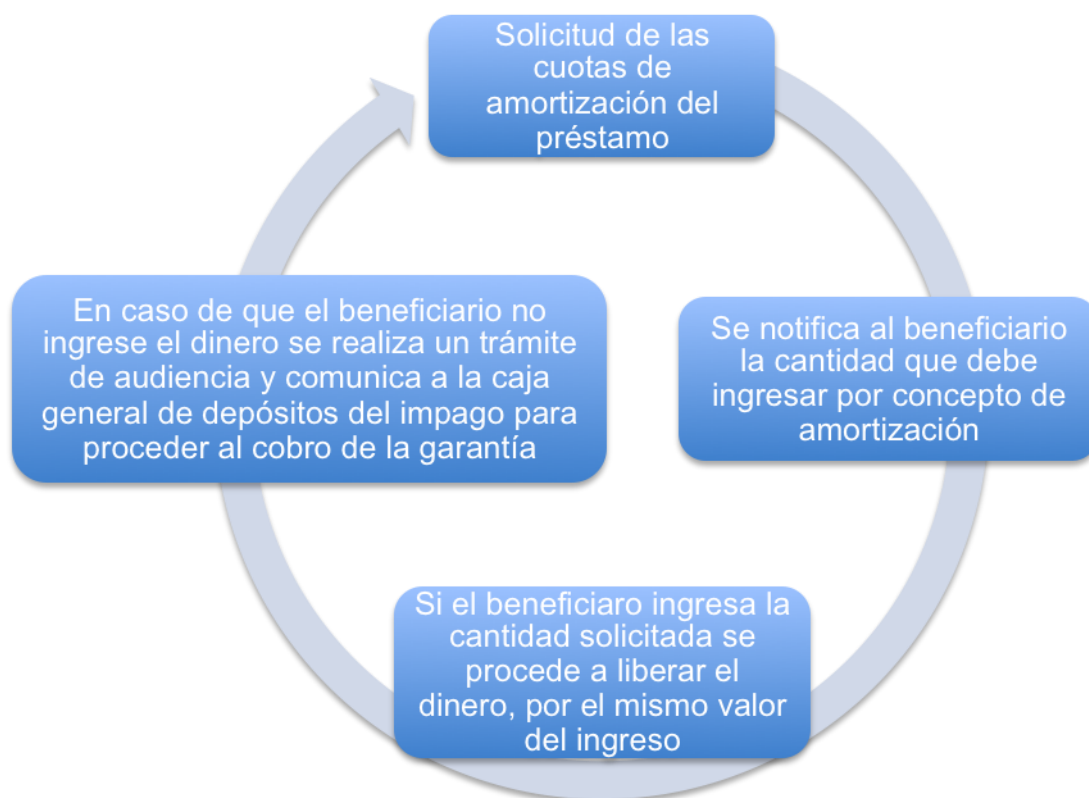 Solicitud de las
cuotas de
amortización del
préstamo
Se notifica al beneficiario
la cantidad que debe
ingresar por concepto de
amortización
Si el beneficiaro ingresa la
cantidad solicitada se
procede a liberar el
dinero, por el mismo valor
del ingreso
En caso de que el beneficiario no
ingrese el dinero se realiza un trámite
de audiencia y comunica a la caja
general de depósitos del impago para
proceder al cobro de la garantía